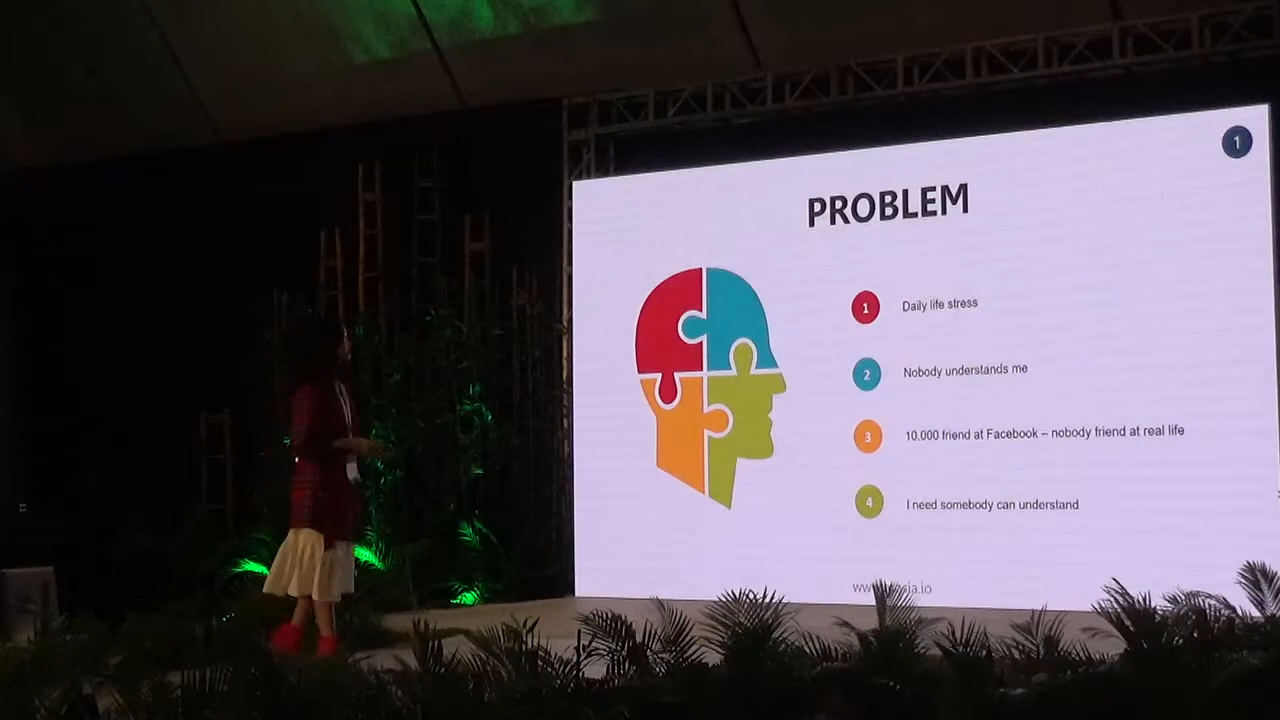 1
PROBLEM
1 Daily life stress
2 Nobody understands me
3 10.000 friend at Facebook – nobody friend at real life
4 I need somebody can understand